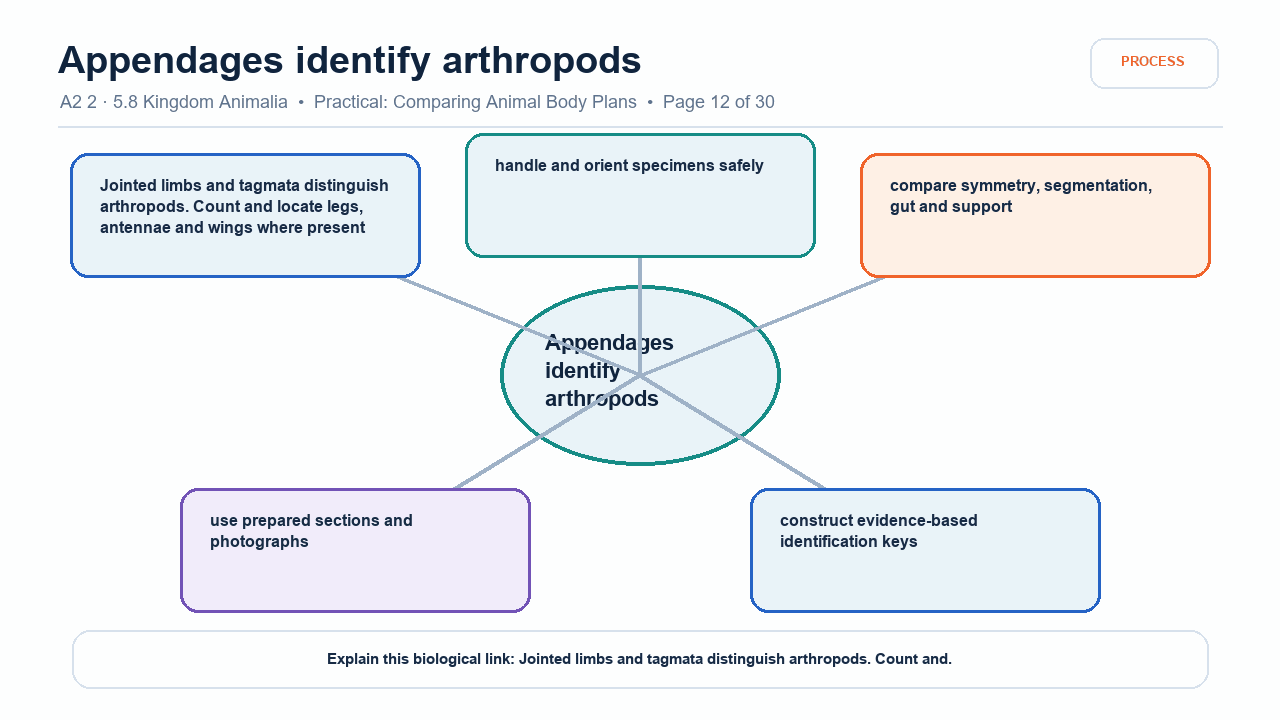 Appendages identify arthropods
PROCESS
A2 2 · 5.8 Kingdom Animalia • Practical: Comparing Animal Body Plans • Page 12 of 30
Jointed limbs and tagmata distinguish
arthropods. Count and locate legs,
antennae and wings where present
handle and orient specimens safely
compare symmetry, segmentation,
gut and support
Appendages
identify
arthropods
use prepared sections and
photographs
construct evidence-based
identification keys
Explain this biological link: Jointed limbs and tagmata distinguish arthropods. Count and.